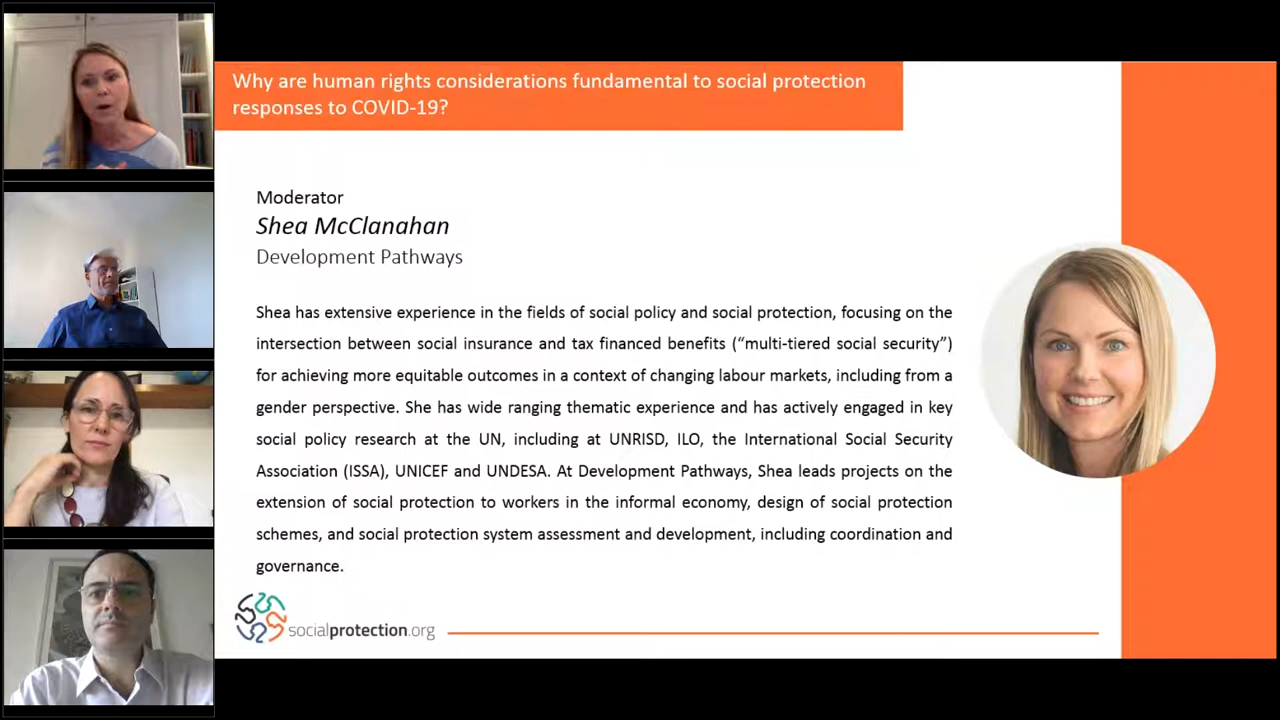 Why are human rights considerations fundamental to social protection
responses to COVID-19?
Moderator
Shea McClanahan
Development Pathways
Shea has extensive experience in the fields of social policy and social protection, focusing on the
intersection between social insurance and tax financed benefits (“multi-tiered social security”)
for achieving more equitable outcomes in a context of changing labour markets, including from a
gender perspective. She has wide ranging thematic experience and has actively engaged in key
social policy research at the UN, including at UNRISD, ILO, the International Social Security
Association (ISSA), UNICEF and UNDESA. At Development Pathways, Shea leads projects on the
extension of social protection to workers in the informal economy, design of social protection
schemes, and social protection system assessment and development, including coordination and
governance.
socialprotection.org